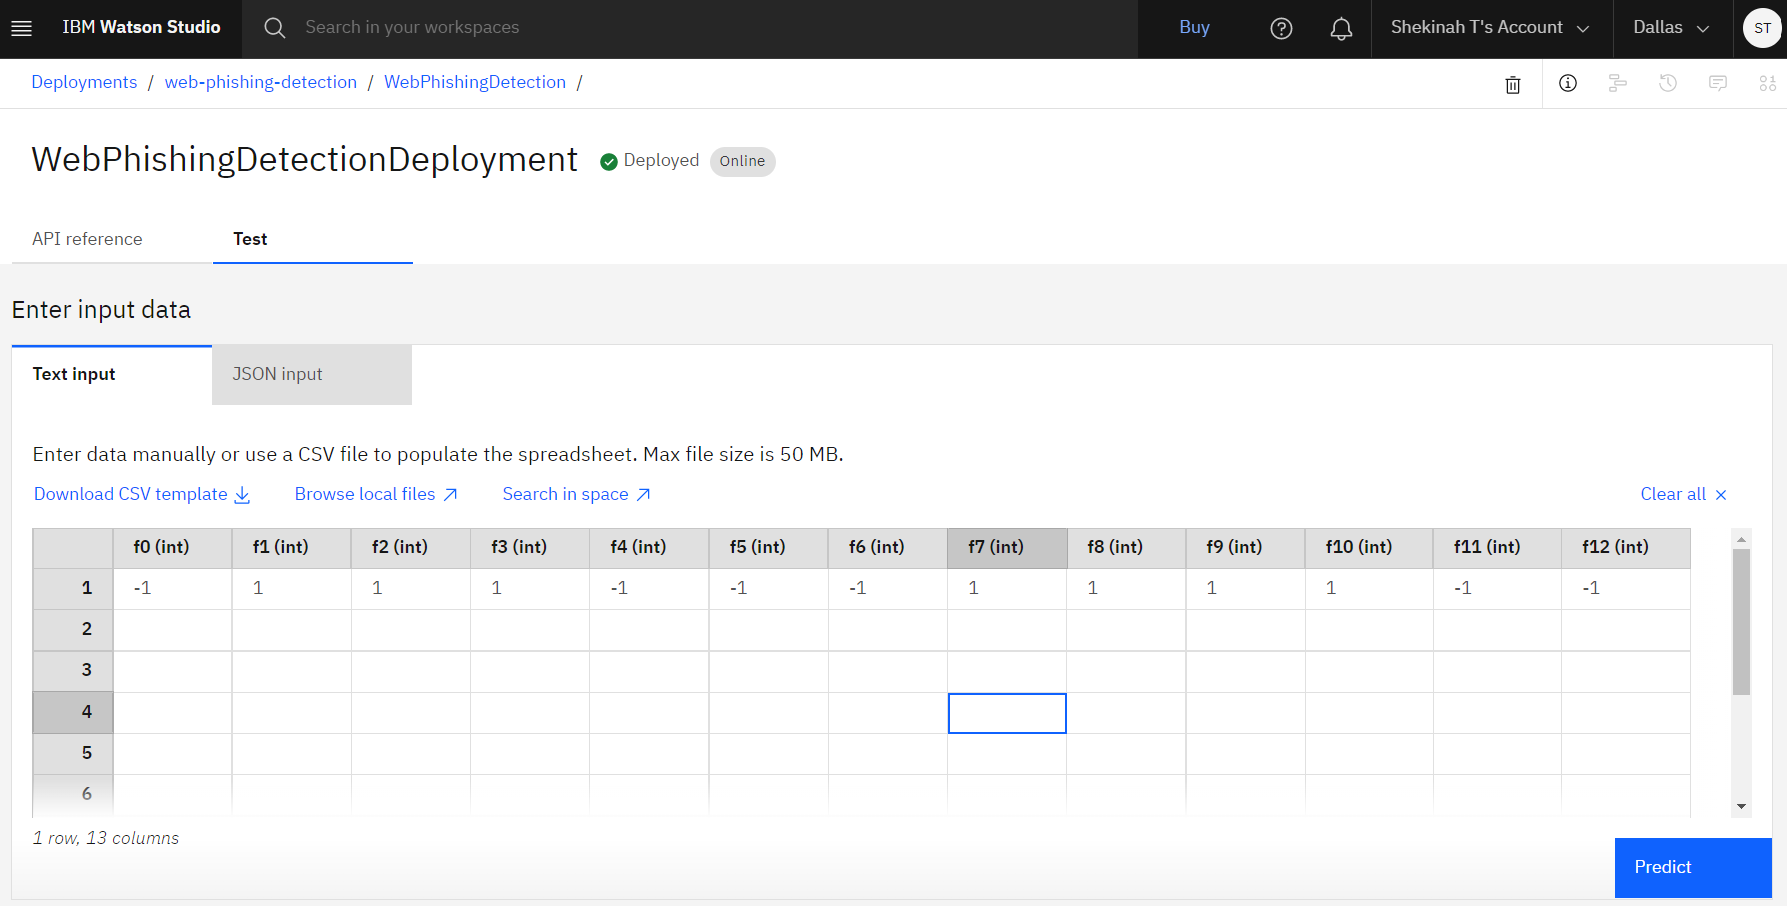 IBM Watson Studio Search in your workspaces Buy Shekinah T's Account Dallas ST
Deployments / web-phishing-detection / WebPhishingDetection /
WebPhishingDetectionDeployment Deployed Online
API reference Test
Enter input data
Text input JSON input
Enter data manually or use a CSV file to populate the spreadsheet. Max file size is 50 MB.
Download CSV template Browse local files Search in space Clear all
f0 (int) f1 (int) f2 (int) f3 (int) f4 (int) f5 (int) f6 (int) f7 (int) f8 (int) f9 (int) f10 (int) f11 (int) f12 (int)
1 -1 1 1 1 -1 -1 -1 1 1 1 1 -1 -1
2
3
4
5
6
1 row, 13 columns
Predict